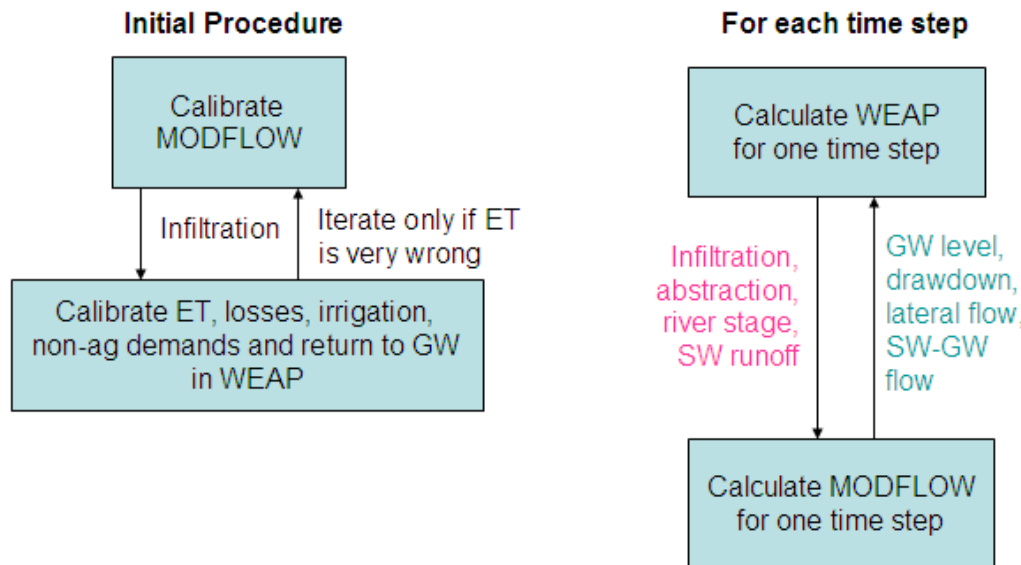 Initial Procedure
Calibrate
MODFLOW
Infiltration
Iterate only if ET
is very wrong
Calibrate ET, losses, irrigation,
non-ag demands and return to GW
in WEAP
For each time step
Calculate WEAP
for one time step
Infiltration,
abstraction,
river stage,
SW runoff
GW level,
drawdown,
lateral flow,
SW-GW
flow
Calculate MODFLOW
for one time step